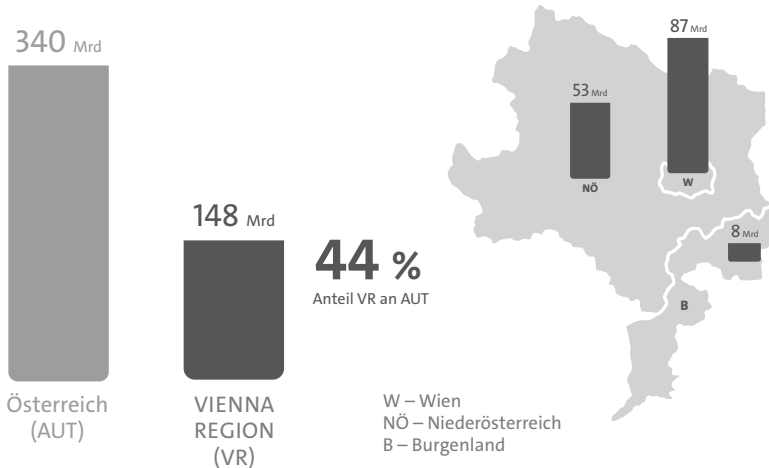 340 Mrd
148 Mrd
44 %
Anteil VR an AUT
Österreich
(AUT)
VIENNA
REGION
(VR)
87 Mrd
53 Mrd
NÖ
W
8 Mrd
B
W – Wien
NÖ – Niederösterreich
B – Burgenland